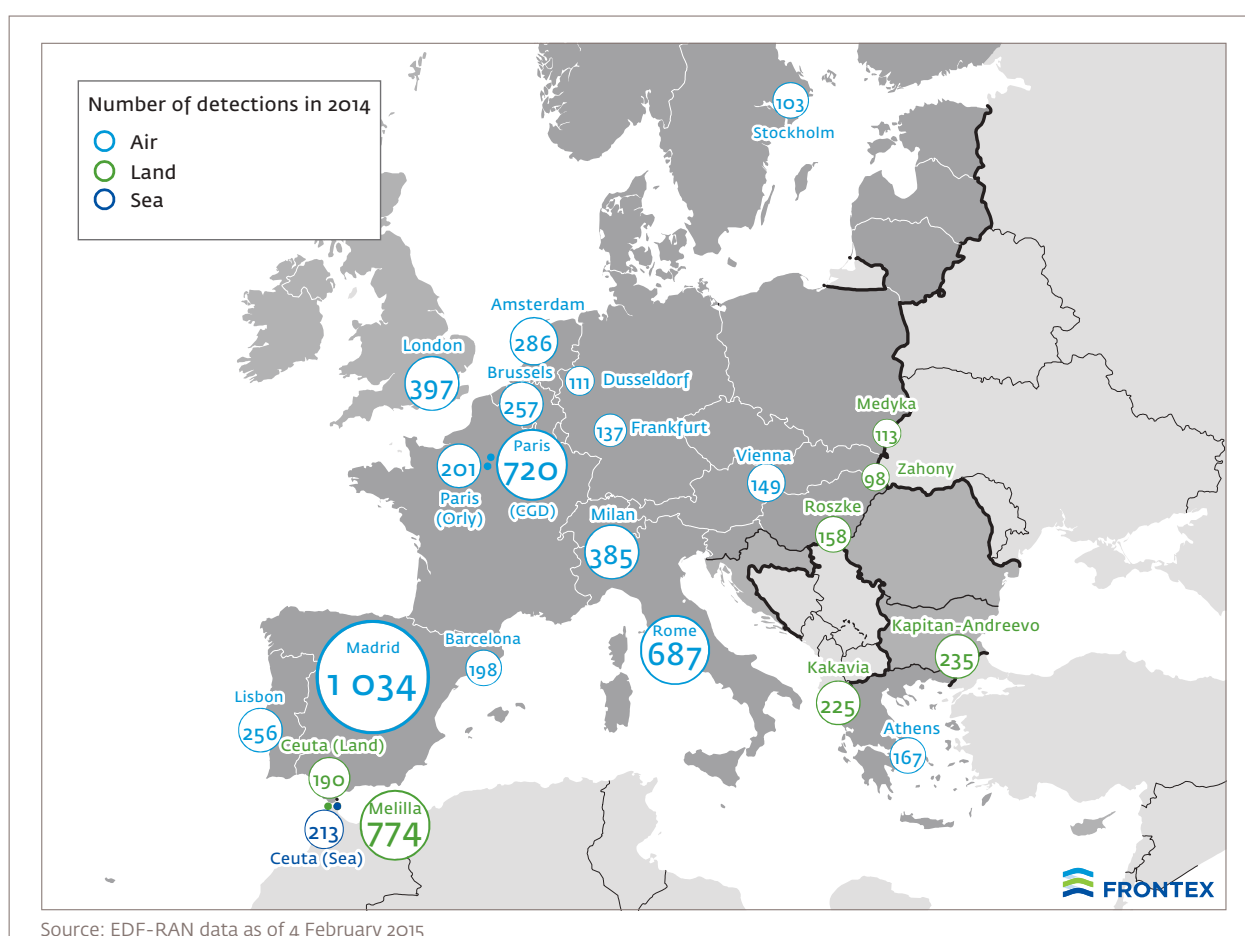 Number of detections in 2014
Air
Land
Sea
103
Stockholm
Amsterdam
286
London
397
Brussels
257
111 Dusseldorf
137 Frankfurt
Medyka
113
98 Zahony
Paris
720
(CGD)
201
Paris
(Orly)
Vienna
149
Roszke
158
Milan
385
Madrid
1 034
Barcelona
198
Rome
687
Kapitan-Andreevo
235
Kakavia
225
Athens
167
Lisbon
256
Ceuta (Land)
190
213
Ceuta (Sea)
Melilla
774
FRONTEX
Source: EDF-RAN data as of 4 February 2015